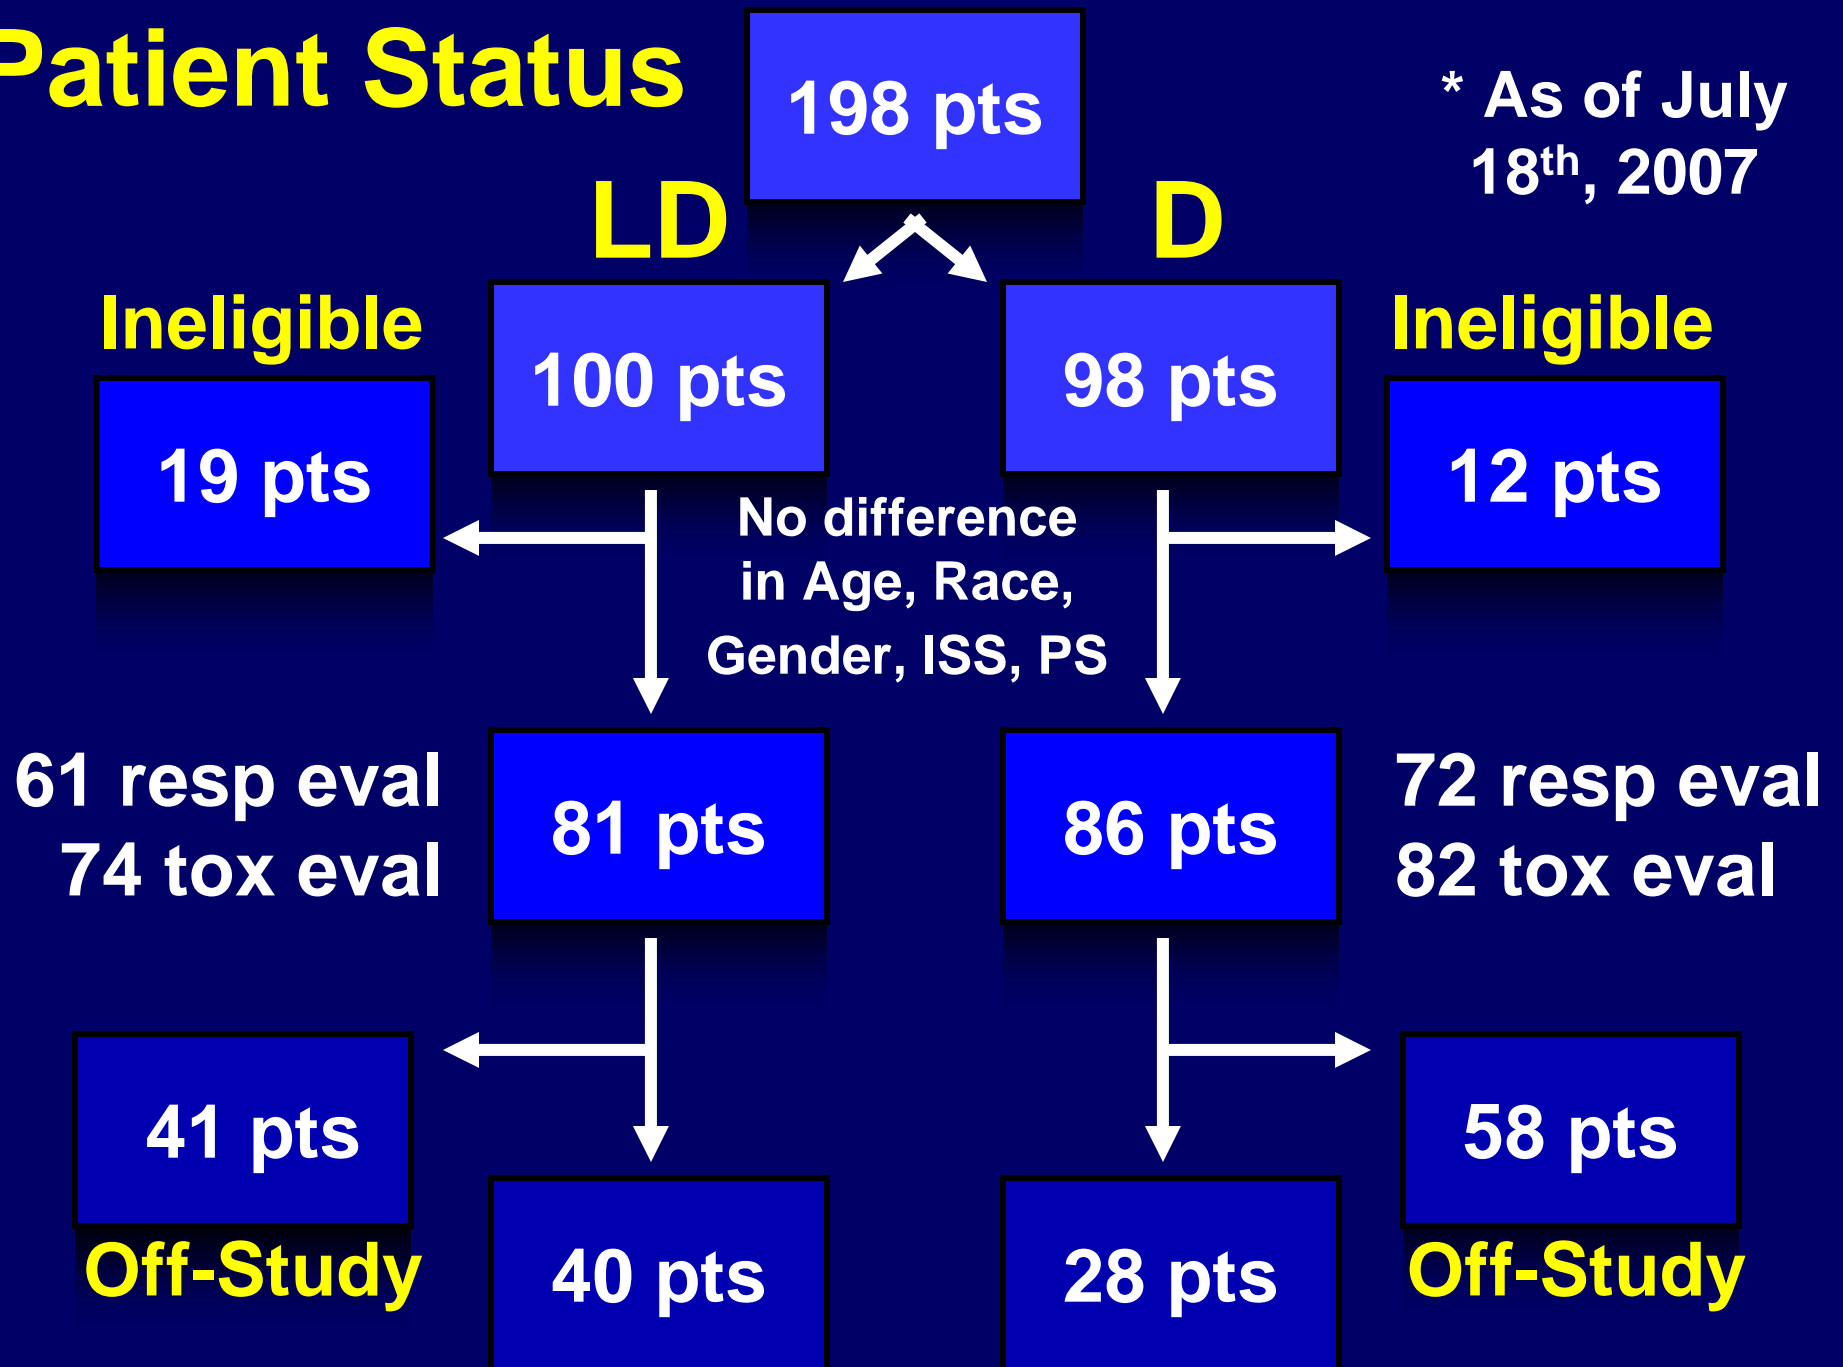 Patient Status
198 pts
* As of July
18th, 2007
LD
D
Ineligible
Ineligible
100 pts
98 pts
19 pts
12 pts
No difference
in Age, Race,
Gender, ISS, PS
61 resp eval
74 tox eval
81 pts
86 pts
72 resp eval
82 tox eval
41 pts
58 pts
Off-Study
40 pts
28 pts
Off-Study